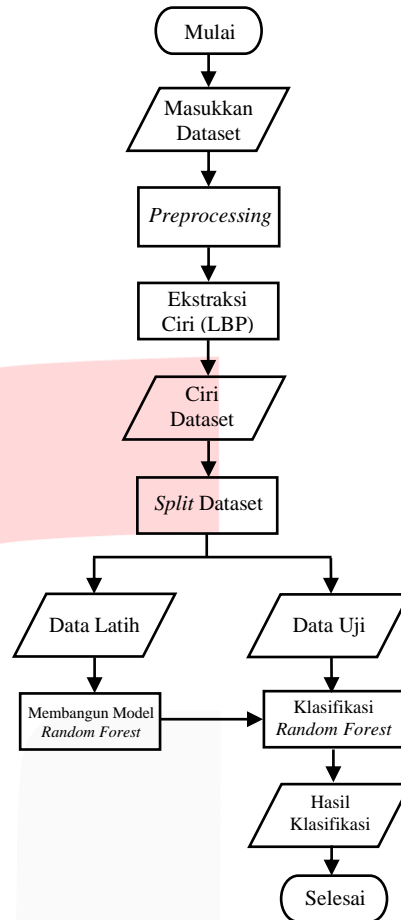 Mulai
Masukkan
Dataset
Preprocessing
Ekstraksi
Ciri (LBP)
Ciri
Dataset
Split Dataset
Data Latih
Data Uji
Membangun Model
Random Forest
Klasifikasi
Random Forest
Hasil
Klasifikasi
Selesai